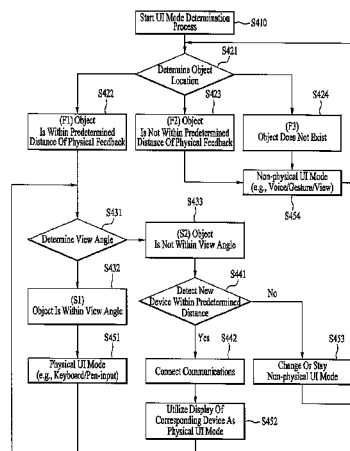 Start UI Mode Determination
Process
S410
S421
Determine Object
Location
S422
S423
S424
(F1) Object
Is Within Predetermined
Distance Of Physical Feedback
(F2) Object
Is Not Within Predetermined
Distance Of Physical Feedback
(F3)
Object Does Not Exist
Non-physical UI Mode
(e.g., Voice/Gesture/View)
S454
S431
Determine View Angle
S433
(S2) Object
Is Not Within View Angle
S432
(S1)
Object Is Within View Angle
S441
Detect New
Device Within Predetermined
Distance
No
Yes
S451
Physical UI Mode
(e.g., Keyboard/Pen-input)
S442
Connect Communications
S453
Change Or Stay
Non-physical UI Mode
Utilize Display Of
Corresponding Device As
Physical UI Mode
S452